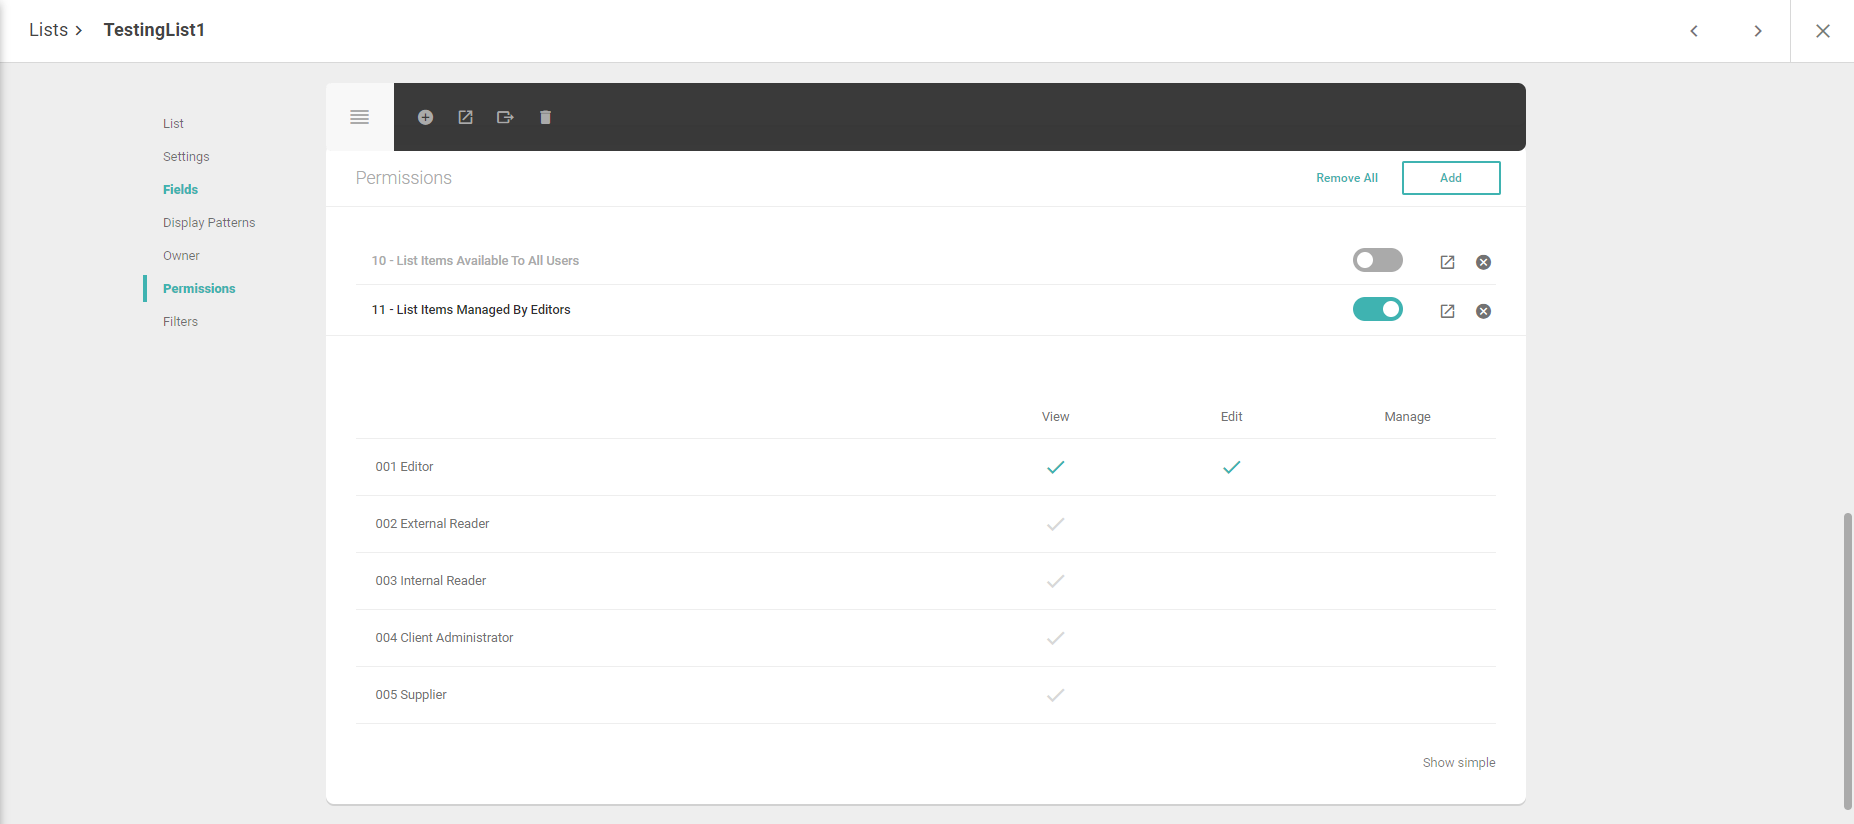 Lists > TestingList1
List
Settings
Fields
Display Patterns
Owner
Permissions
Filters
Permissions
Remove All
Add
10 - List Items Available To All Users
11 - List Items Managed By Editors
View Edit Manage
001 Editor
002 External Reader
003 Internal Reader
004 Client Administrator
005 Supplier
Show simple